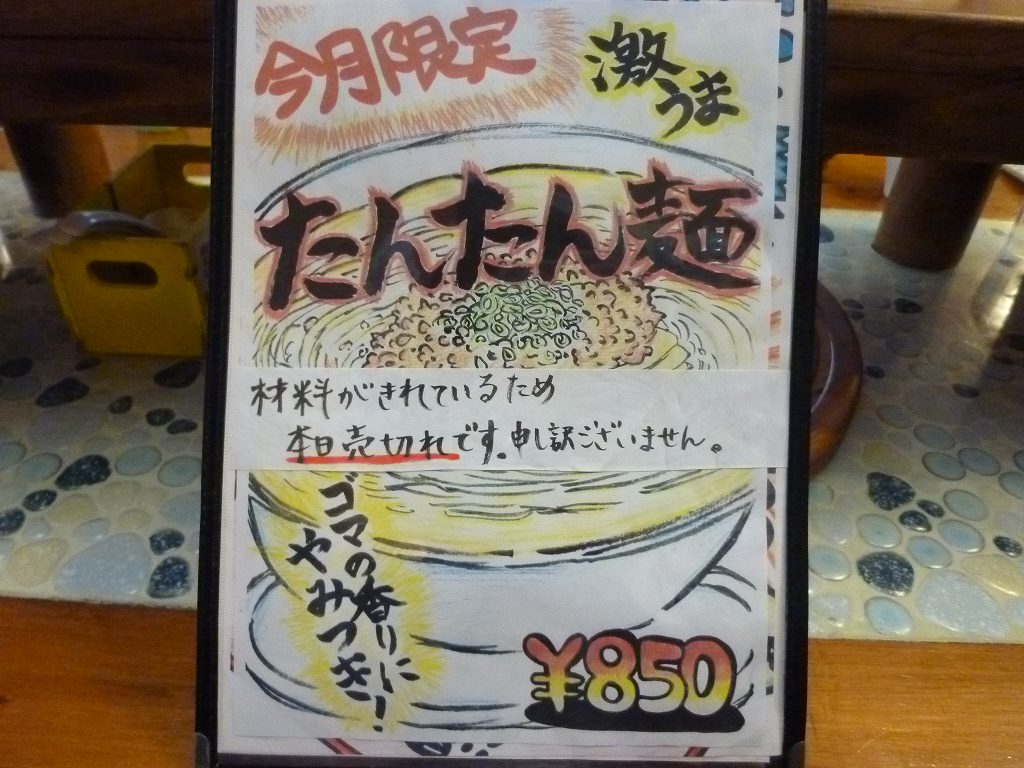 今月限定
激うま
たんたん麺
材料がきれているため
本日売切れです。申し訳ございません。
ゴマの香りに
やみつき!
¥850